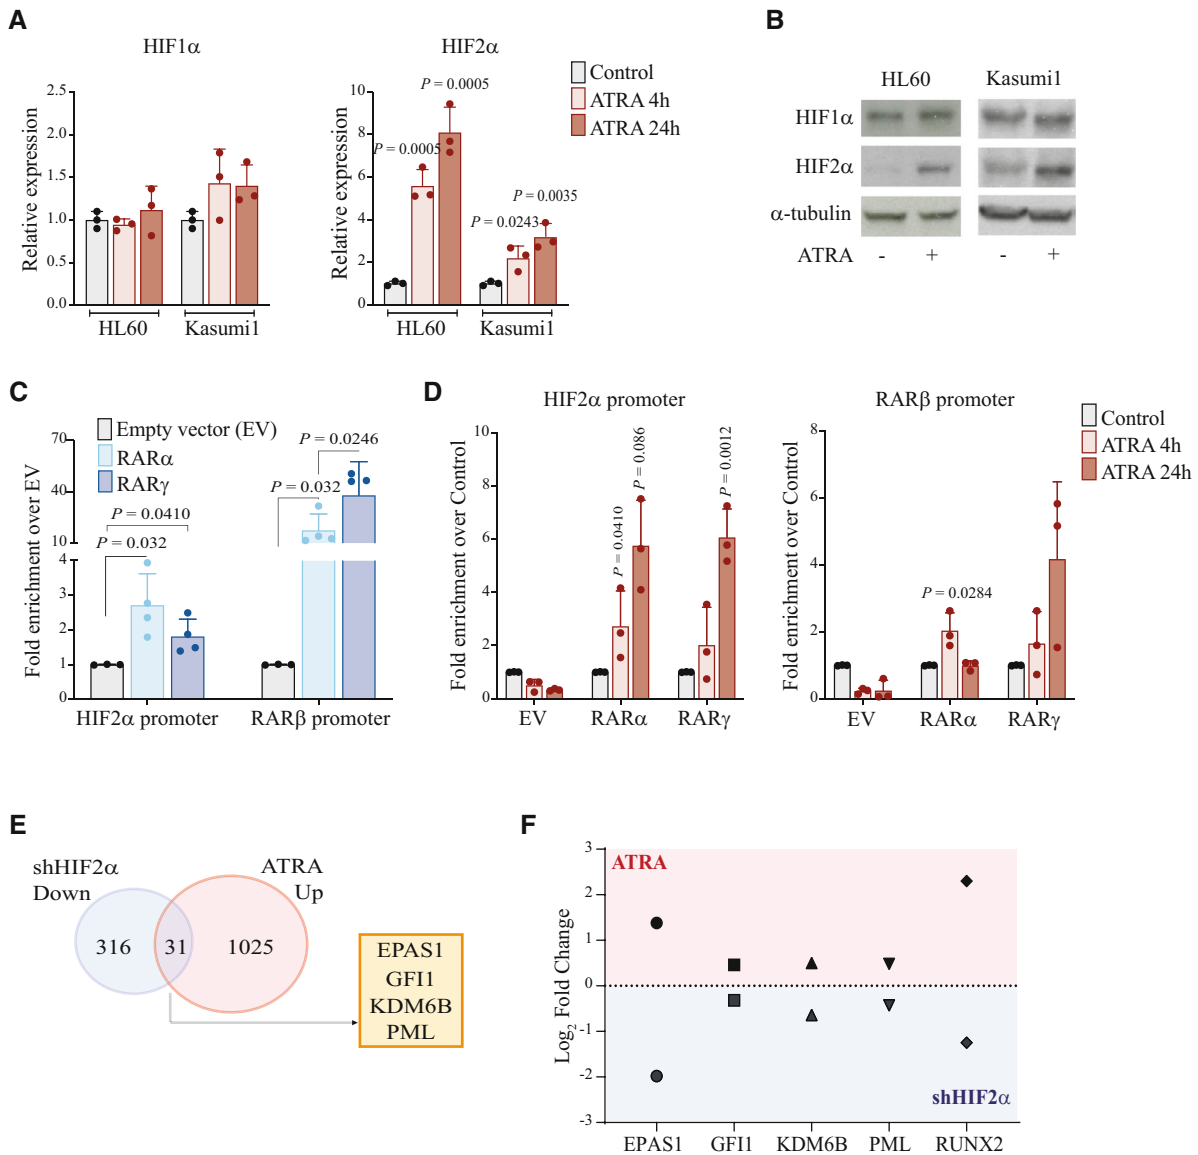 A
HIF1α
Relative expression
2.5
2.0
1.5
1.0
0.5
0.0
HL60
Kasumi1
HIF2α
Relative expression
10
8
6
4
2
0
P = 0.0005
P = 0.0005
P = 0.0243
P = 0.0035
HL60
Kasumi1
Control
ATRA 4h
ATRA 24h
B
HL60
Kasumi1
HIF1α
HIF2α
α-tubulin
ATRA - + - +
C
Empty vector (EV)
RARα
RARγ
Fold enrichment over EV
70
40
10
4
3
2
1
0
P = 0.0246
P = 0.032
P = 0.0410
P = 0.032
HIF2α promoter
RARβ promoter
D
HIF2α promoter
Fold enrichment over Control
10
8
6
4
2
0
P = 0.0410
P = 0.086
P = 0.0012
EV
RARα
RARγ
RARβ promoter
Fold enrichment over Control
8
6
4
2
0
P = 0.0284
EV
RARα
RARγ
Control
ATRA 4h
ATRA 24h
E
shHIF2α
Down
ATRA
Up
316
31
1025
EPAS1
GFI1
KDM6B
PML
F
Log2 Fold Change
3
2
1
0
-1
-2
-3
ATRA
shHIF2α
EPAS1
GFI1
KDM6B
PML
RUNX2